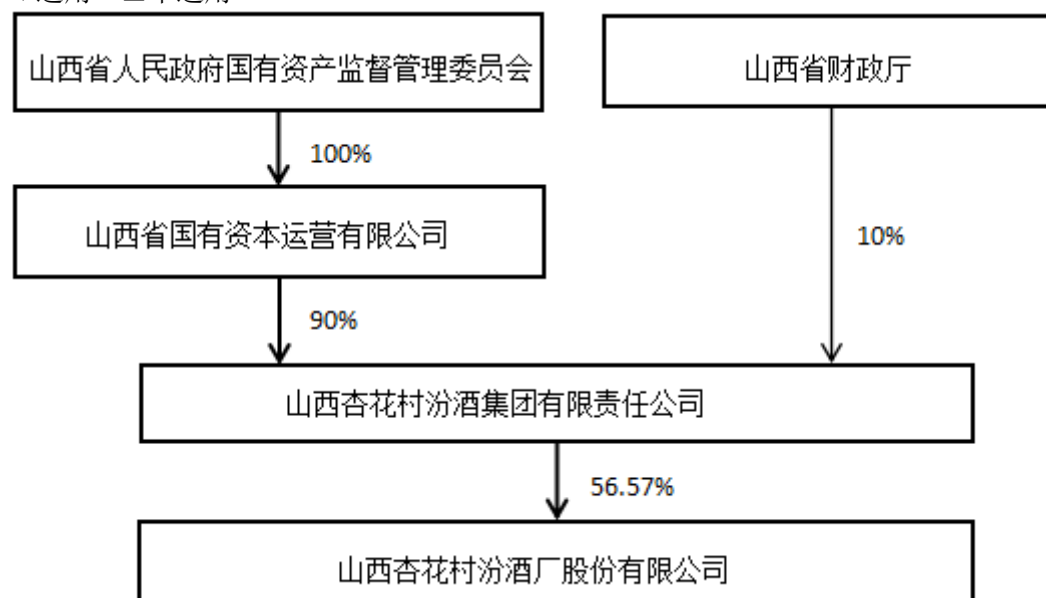 山西省人民政府国有资产监督管理委员会
山西省财政厅
100%
山西省国有资本运营有限公司
10%
90%
山西杏花村汾酒集团有限责任公司
56.57%
山西杏花村汾酒厂股份有限公司